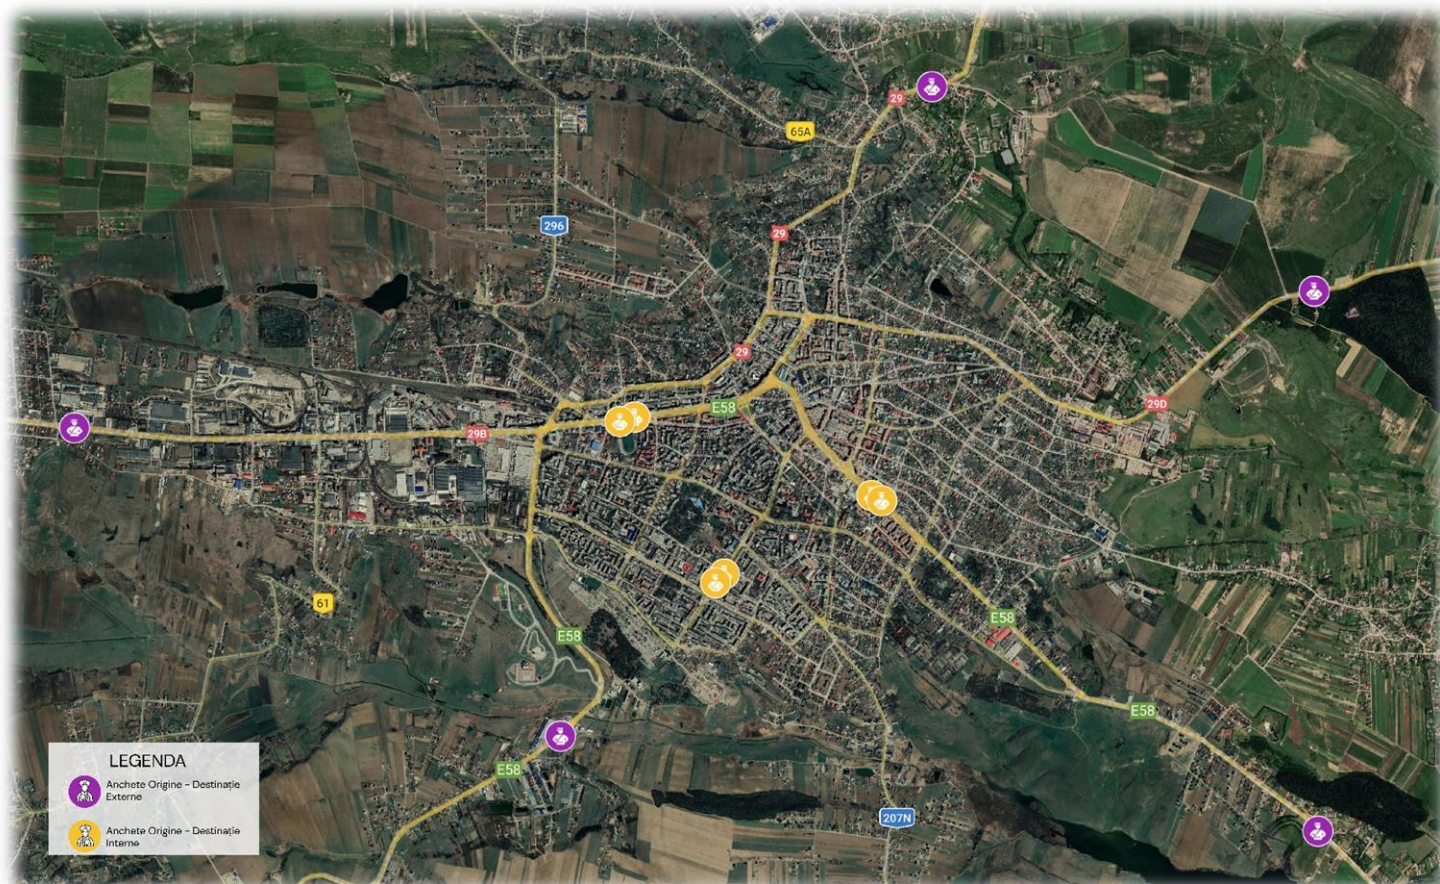 29
65A
296
29
29
29D
E58
29B
61
E58
E58
E58
E58
207N
LEGENDA
Anchete Origine - Destinație
Externe
Anchete Origine - Destinație
Interne